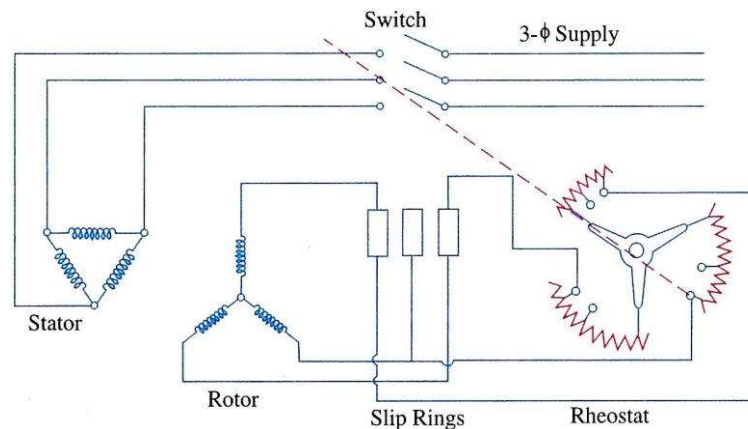 Switch
3-ϕ Supply
Stator
Rotor
Slip Rings
Rheostat